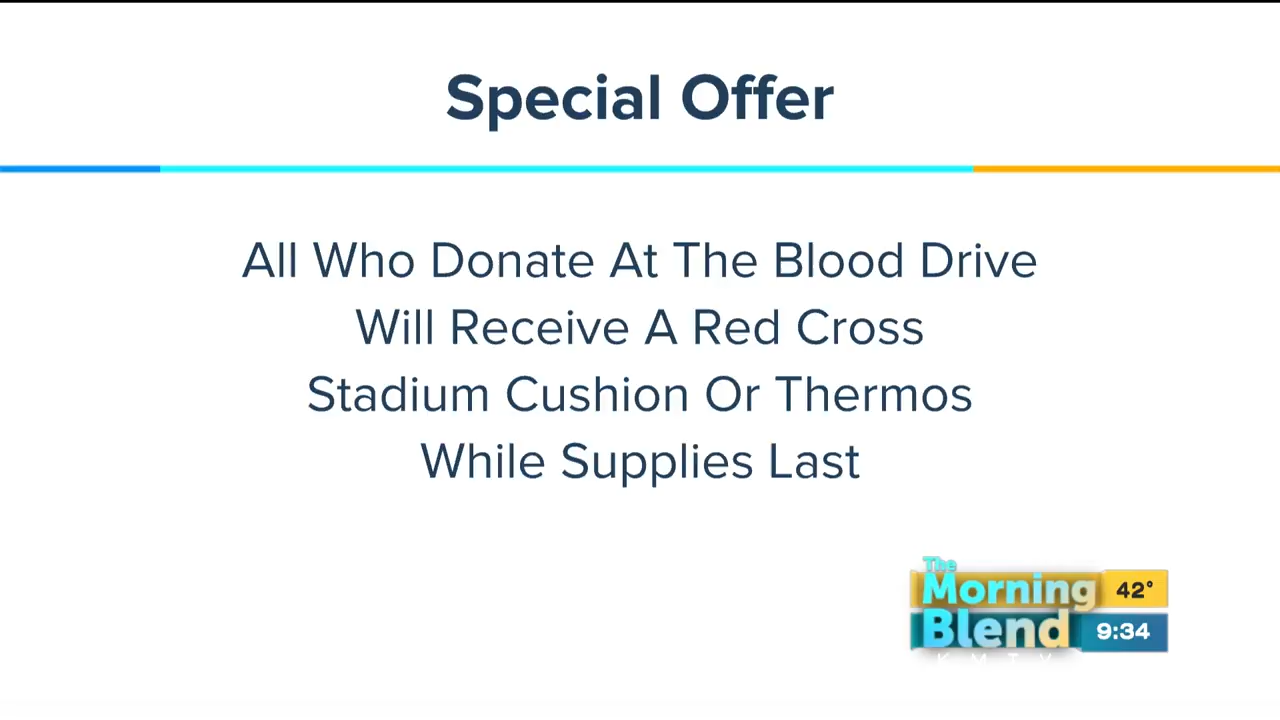 Special Offer
All Who Donate At The Blood Drive
Will Receive A Red Cross
Stadium Cushion Or Thermos
While Supplies Last
The
Morning
42°
Blend
9:34
KMTV